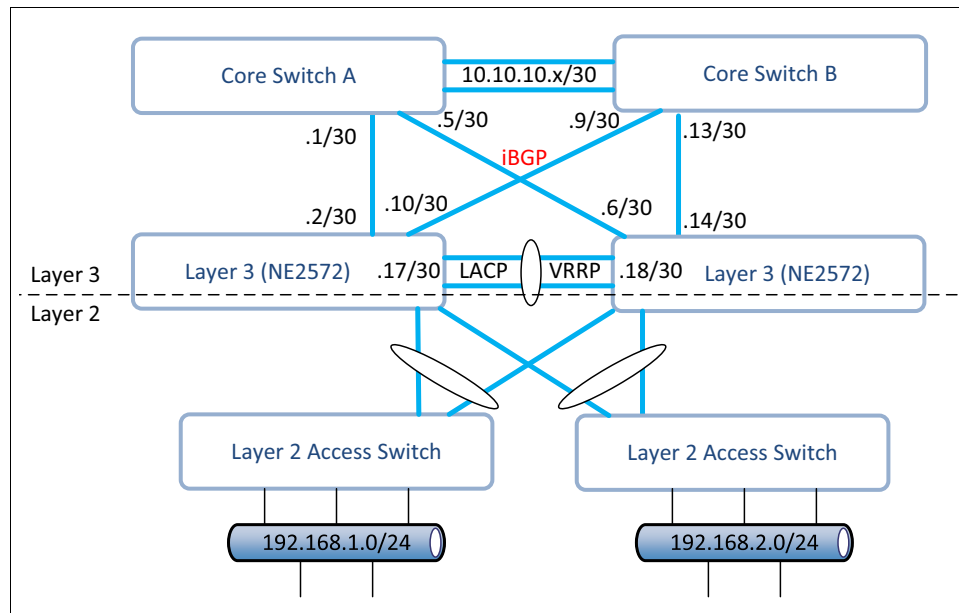 Core Switch A
10.10.10.x/30
Core Switch B
.1/30
.5/30
.9/30
.13/30
iBGP
.2/30
.10/30
.6/30
.14/30
Layer 3
Layer 3 (NE2572)
.17/30
LACP
VRRP
.18/30
Layer 3 (NE2572)
Layer 2
Layer 2 Access Switch
Layer 2 Access Switch
192.168.1.0/24
192.168.2.0/24